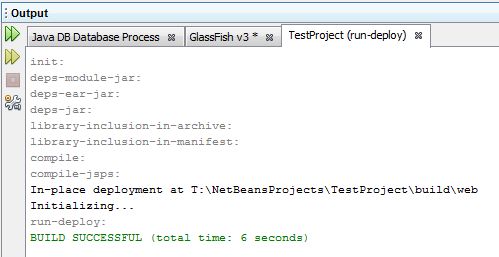 Output
Java DB Database Process
GlassFish v3 *
TestProject (run-deploy)
init:
deps-module-jar:
deps-ear-jar:
deps-jar:
library-inclusion-in-archive:
library-inclusion-in-manifest:
compile:
compile-jsps:
In-place deployment at T:\NetBeansProjects\TestProject\build\web
Initializing...
run-deploy:
BUILD SUCCESSFUL (total time: 6 seconds)